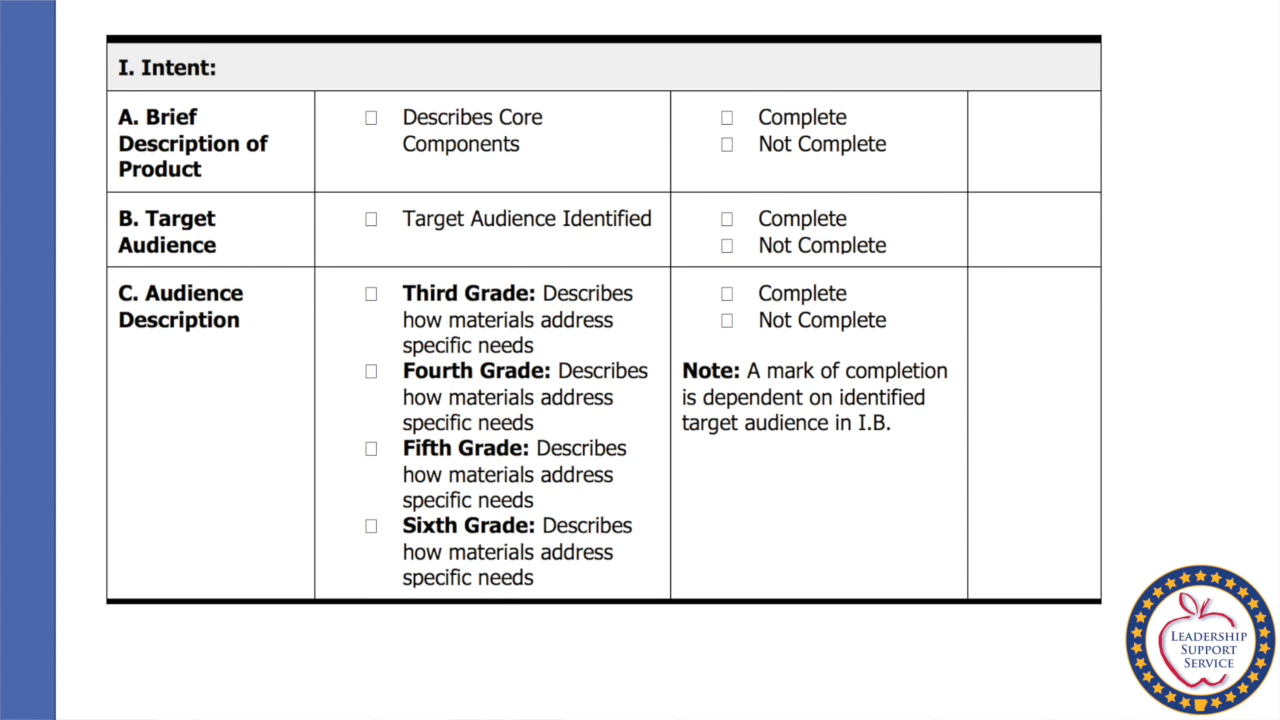 I. Intent:
A. Brief
Description of
Product
☐ Describes Core
Components
☐ Complete
☐ Not Complete
B. Target
Audience
☐ Target Audience Identified
☐ Complete
☐ Not Complete
C. Audience
Description
☐ Third Grade: Describes
how materials address
specific needs
☐ Fourth Grade: Describes
how materials address
specific needs
☐ Fifth Grade: Describes
how materials address
specific needs
☐ Sixth Grade: Describes
how materials address
specific needs
☐ Complete
☐ Not Complete
Note: A mark of completion
is dependent on identified
target audience in I.B.
LEADERSHIP
SUPPORT
SERVICE